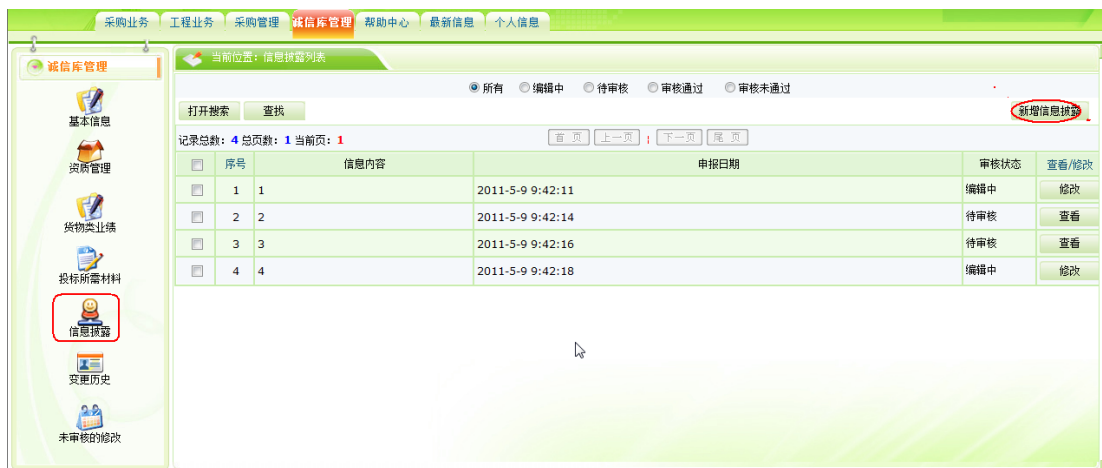 采购业务 工程业务 采购管理 诚信库管理 帮助中心 最新信息 个人信息
诚信库管理
当前位置：信息披露列表
所有 编辑中 待审核 审核通过 审核未通过
打开搜索 查找 新增信息披露
记录总数：4 总页数：1 当前页：1 首 页 上一页 1 下一页 尾 页
序号 信息内容 申报日期 审核状态 查看/修改
1 1 2011-5-9 9:42:11 编辑中 修改
2 2 2011-5-9 9:42:14 待审核 查看
3 3 2011-5-9 9:42:16 待审核 查看
4 4 2011-5-9 9:42:18 编辑中 修改
基本信息
资质管理
货物类业绩
投标所需材料
信息披露
变更历史
未审核的修改